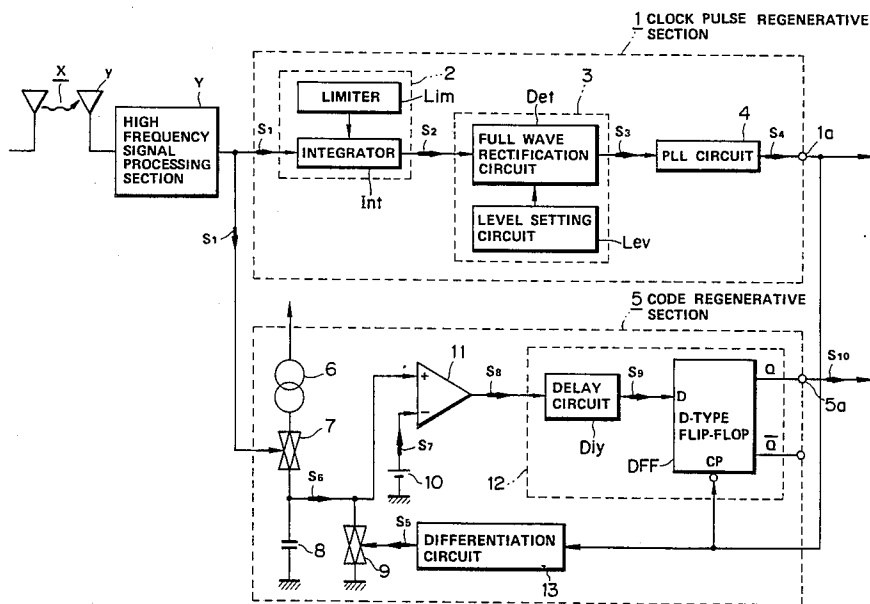 1 CLOCK PULSE REGENERATIVE
SECTION
X
y
Y
HIGH
FREQUENCY
SIGNAL
PROCESSING
SECTION
S1
S1
2
LIMITER
Lim
INTEGRATOR
Int
S2
3
Det
FULL WAVE
RECTIFICATION
CIRCUIT
LEVEL SETTING
CIRCUIT
Lev
S3
4
PLL CIRCUIT
S4
1a
5 CODE REGENERATIVE
SECTION
6
7
S6
8
9
S5
10
S7
11
+
−
S8
12
DELAY
CIRCUIT
Dly
S9
D
D-TYPE
FLIP-FLOP
CP
DFF
Q
Q̅
S10
5a
DIFFERENTIATION
CIRCUIT
13